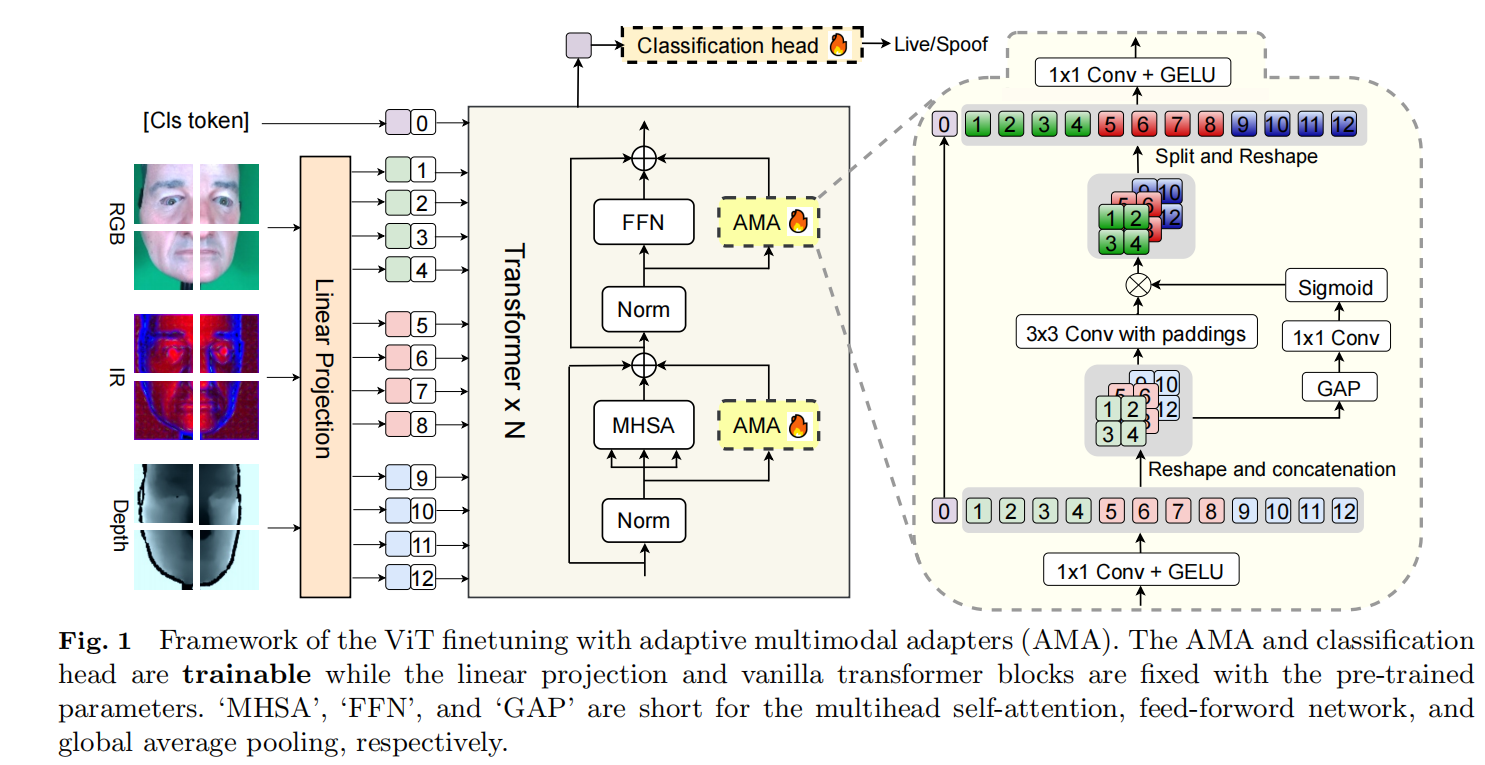 Classification head
Live/Spoof
[Cls token]
0
RGB
1
2
3
4
IR
5
6
7
8
Depth
9
10
11
12
Linear Projection
Transformer x N
FFN
AMA
Norm
MHSA
AMA
Norm
1x1 Conv + GELU
0 1 2 3 4 5 6 7 8 9 10 11 12
Split and Reshape
9 10
5 6 12
1 2
3 4
Sigmoid
3x3 Conv with paddings
1x1 Conv
GAP
9 10
5 6 12
1 2
3 4
Reshape and concatenation
0 1 2 3 4 5 6 7 8 9 10 11 12
1x1 Conv + GELU
Fig. 1 Framework of the ViT finetuning with adaptive multimodal adapters (AMA). The AMA and classification
head are trainable while the linear projection and vanilla transformer blocks are fixed with the pre-trained
parameters. ‘MHSA’, ‘FFN’, and ‘GAP’ are short for the multihead self-attention, feed-forword network, and
global average pooling, respectively.